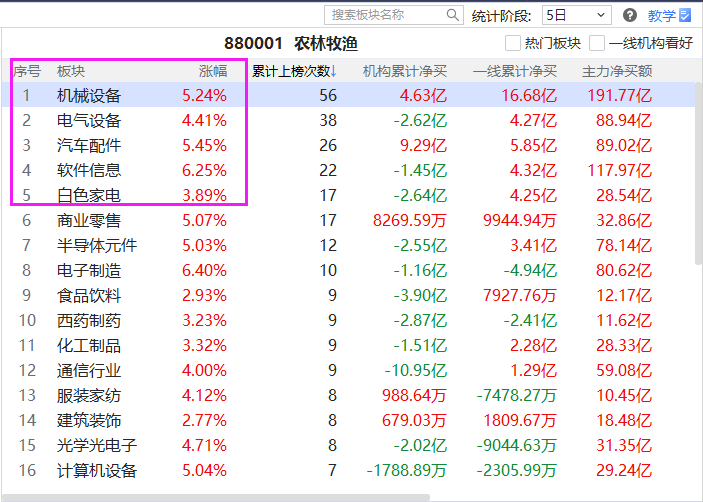 搜索板块名称 统计阶段: 5日 ? 教学
880001 农林牧渔 热门板块 一线机构看好
序号 板块 涨幅 累计上榜次数↓ 机构累计净买 一线累计净买 主力净买额
1 机械设备 5.24% 56 4.63亿 16.68亿 191.77亿
2 电气设备 4.41% 38 -2.62亿 4.27亿 88.94亿
3 汽车配件 5.45% 26 9.29亿 5.85亿 89.02亿
4 软件信息 6.25% 22 -1.45亿 4.32亿 117.97亿
5 白色家电 3.89% 17 -2.64亿 4.25亿 28.54亿
6 商业零售 5.07% 17 8269.59万 9944.94万 32.86亿
7 半导体元件 5.03% 12 -2.55亿 3.41亿 78.14亿
8 电子制造 6.40% 10 -1.16亿 -4.94亿 80.62亿
9 食品饮料 2.93% 9 -3.90亿 7927.76万 12.17亿
10 西药制药 3.23% 9 -2.87亿 -2.41亿 11.62亿
11 化工制品 3.32% 9 -1.51亿 2.28亿 28.33亿
12 通信行业 4.00% 9 -10.95亿 1.29亿 59.08亿
13 服装家纺 4.12% 8 988.64万 -7478.27万 10.45亿
14 建筑装饰 2.77% 8 679.03万 1809.67万 18.48亿
15 光学光电子 4.71% 8 -2.02亿 -9044.63万 31.35亿
16 计算机设备 5.04% 7 -1788.89万 -2305.99万 29.24亿